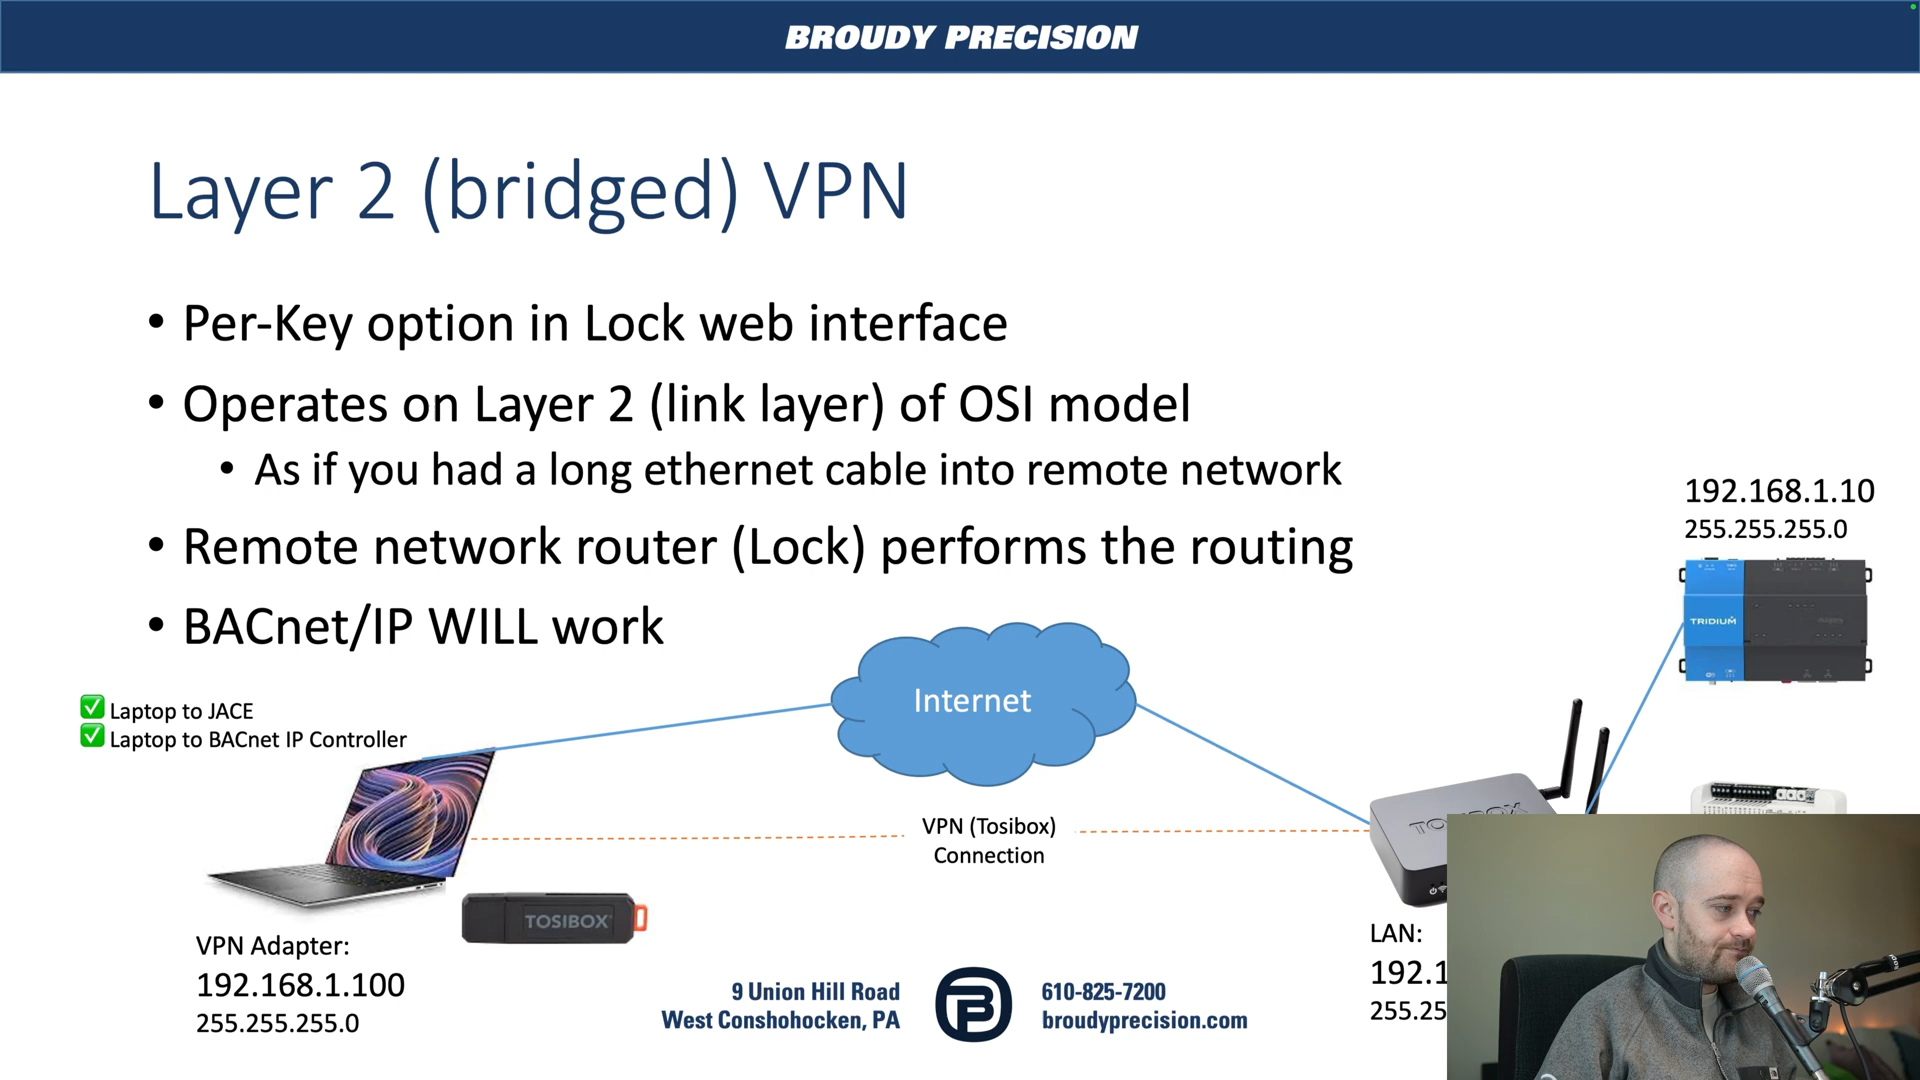 BROUDY PRECISION
Layer 2 (bridged) VPN
• Per-Key option in Lock web interface
• Operates on Layer 2 (link layer) of OSI model
• As if you had a long ethernet cable into remote network
• Remote network router (Lock) performs the routing
• BACnet/IP WILL work
192.168.1.10
255.255.255.0
TRIDIUM
Internet
Laptop to JACE
Laptop to BACnet IP Controller
VPN (Tosibox)
Connection
TOSIBOX
VPN Adapter:
192.168.1.100
255.255.255.0
LAN:
192.1
255.25
9 Union Hill Road
West Conshohocken, PA
610-825-7200
broudyprecision.com